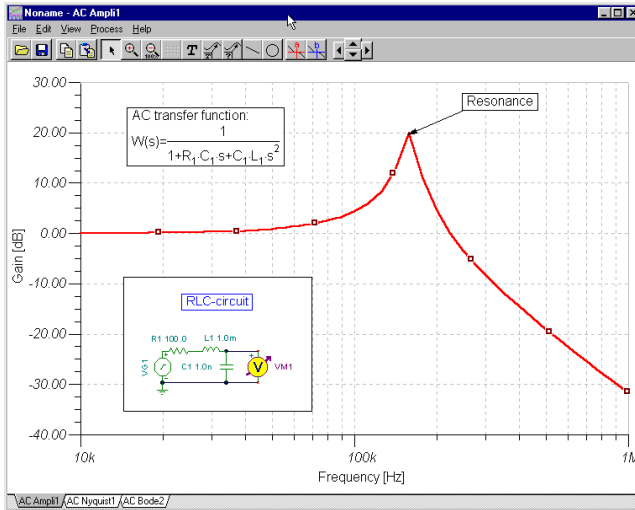 Noname - AC Ampli1
File Edit View Process Help
T
100%
a b
30.00
20.00
10.00
0.00
-10.00
-20.00
-30.00
-40.00
Gain [dB]
AC transfer function:
W(s)=1/(1+R1·C1·s+C1·L1·s²)
Resonance
RLC-circuit
R1 100.0 L1 1.0m
VG1
C1 1.0n
V
VM1
10k 100k 1M
Frequency [Hz]
AC Ampli1 AC Nyquist1 AC Bode2